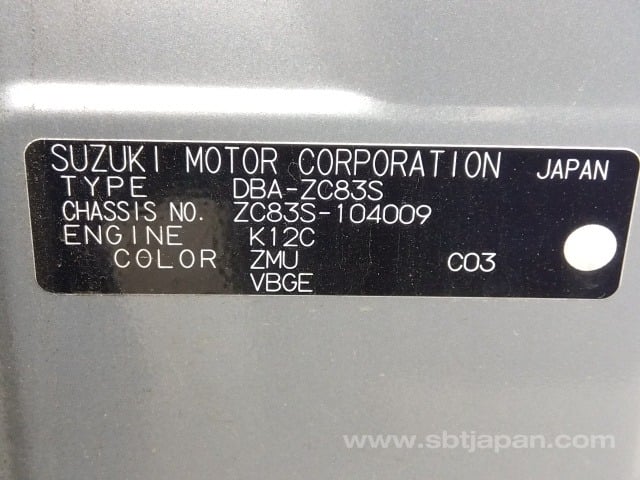 SUZUKI MOTOR CORPORATION JAPAN
TYPE DBA-ZC83S
CHASSIS NO. ZC83S-104009
ENGINE K12C
COLOR ZMU C03
VBGE
www.sbtjapan.com